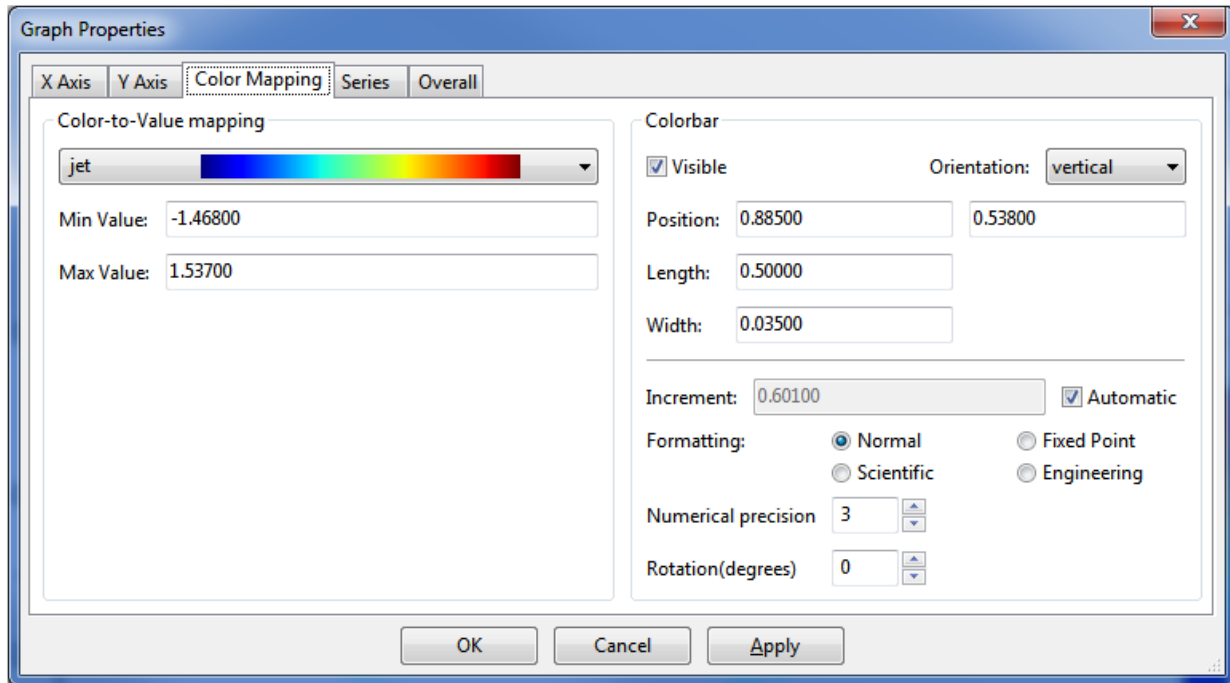 Graph Properties
X Axis Y Axis Color Mapping Series Overall
Color-to-Value mapping
jet
Min Value: -1.46800
Max Value: 1.53700
Colorbar
Visible Orientation: vertical
Position: 0.88500 0.53800
Length: 0.50000
Width: 0.03500
Increment: 0.60100 Automatic
Formatting: Normal Fixed Point
Scientific Engineering
Numerical precision 3
Rotation(degrees) 0
OK Cancel Apply